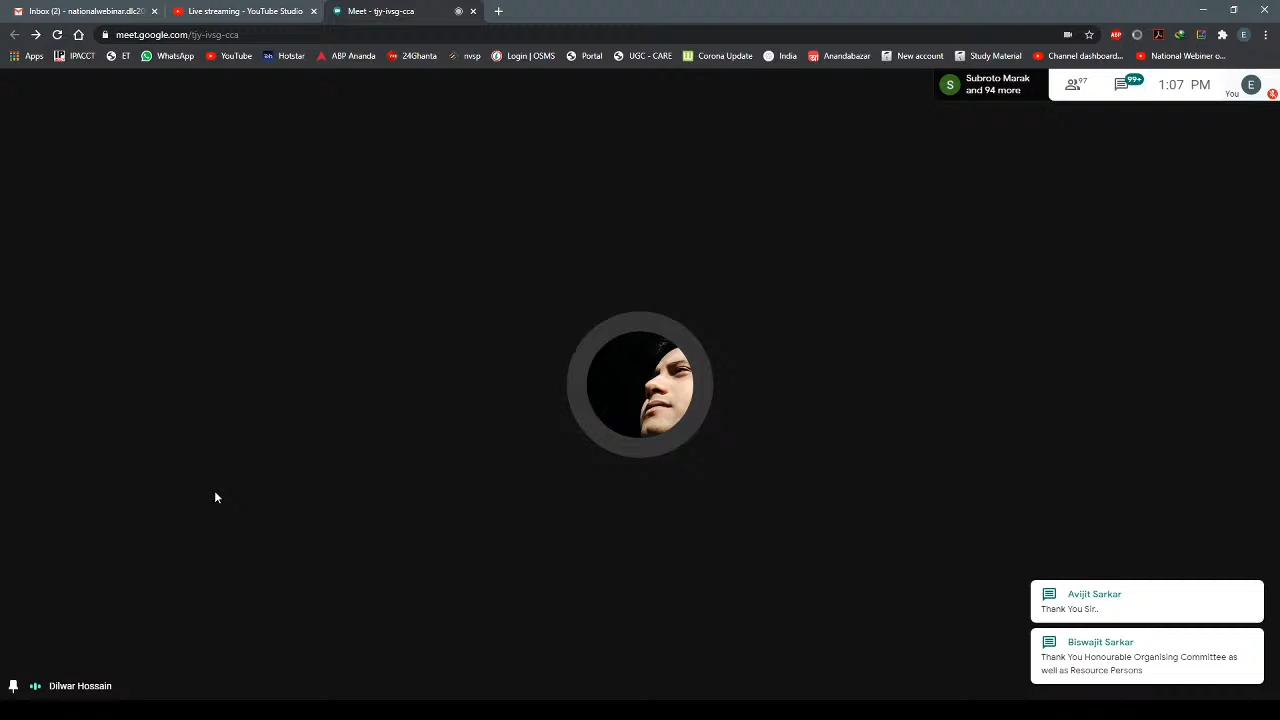 Inbox (2) - nationalwebinar.dlc20
Live streaming - YouTube Studio
Meet - tjy-ivsg-cca
meet.google.com/tjy-ivsg-cca
ABP
E
Apps
IPACCT
ET
WhatsApp
YouTube
Hotstar
ABP Ananda
24Ghanta
nvsp
Login | OSMS
Portal
UGC - CARE
Corona Update
India
Anandabazar
New account
Study Material
Channel dashboard...
National Webiner o...
S
Subroto Marak
and 94 more
97
99+
1:07 PM
You
E
Avijit Sarkar
Thank You Sir..
Biswajit Sarkar
Thank You Honourable Organising Committee as
well as Resource Persons
Dilwar Hossain